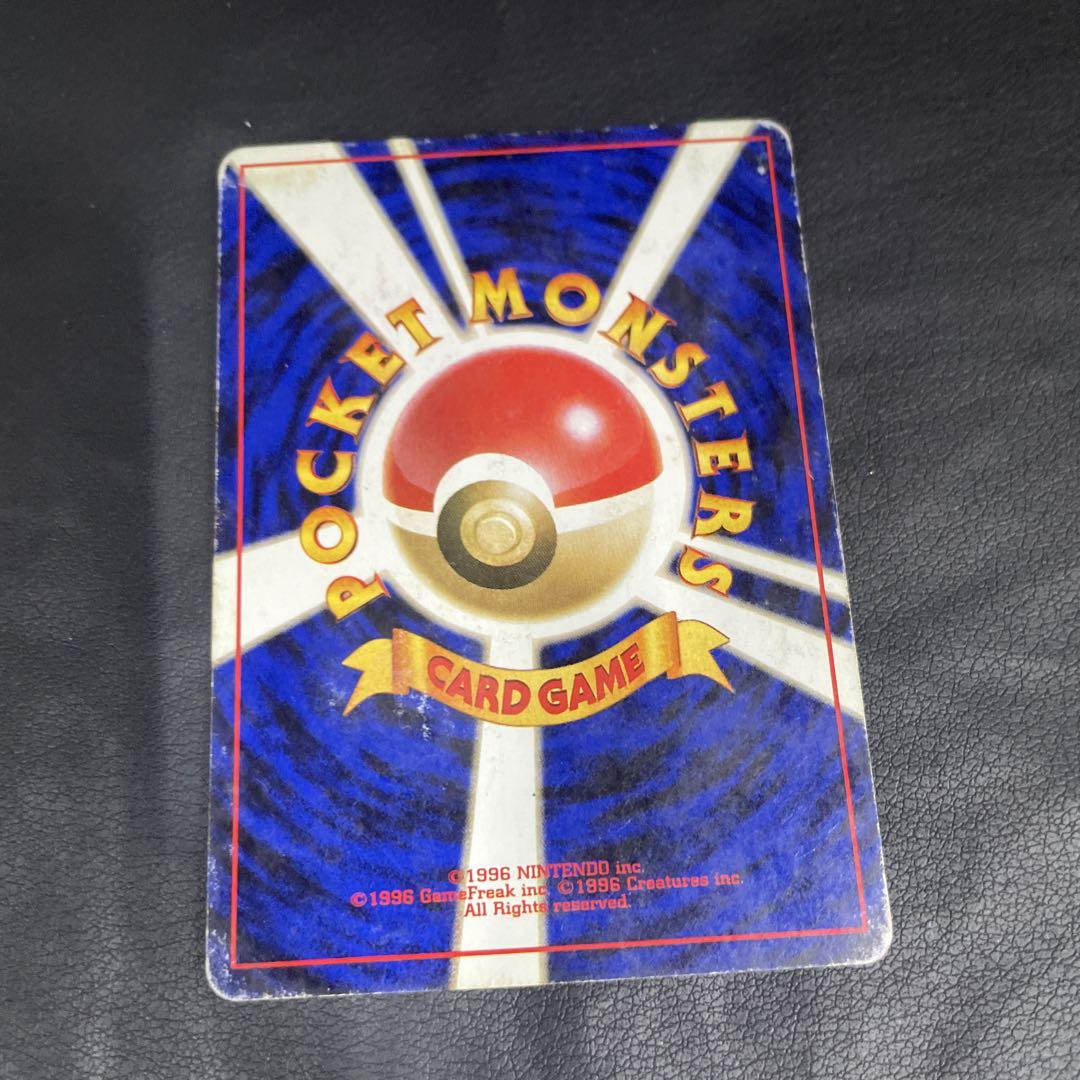 POCKET MONSTERS
CARD GAME
©1996 NINTENDO inc.
©1996 GameFreak inc. ©1996 Creatures inc.
All Rights reserved.